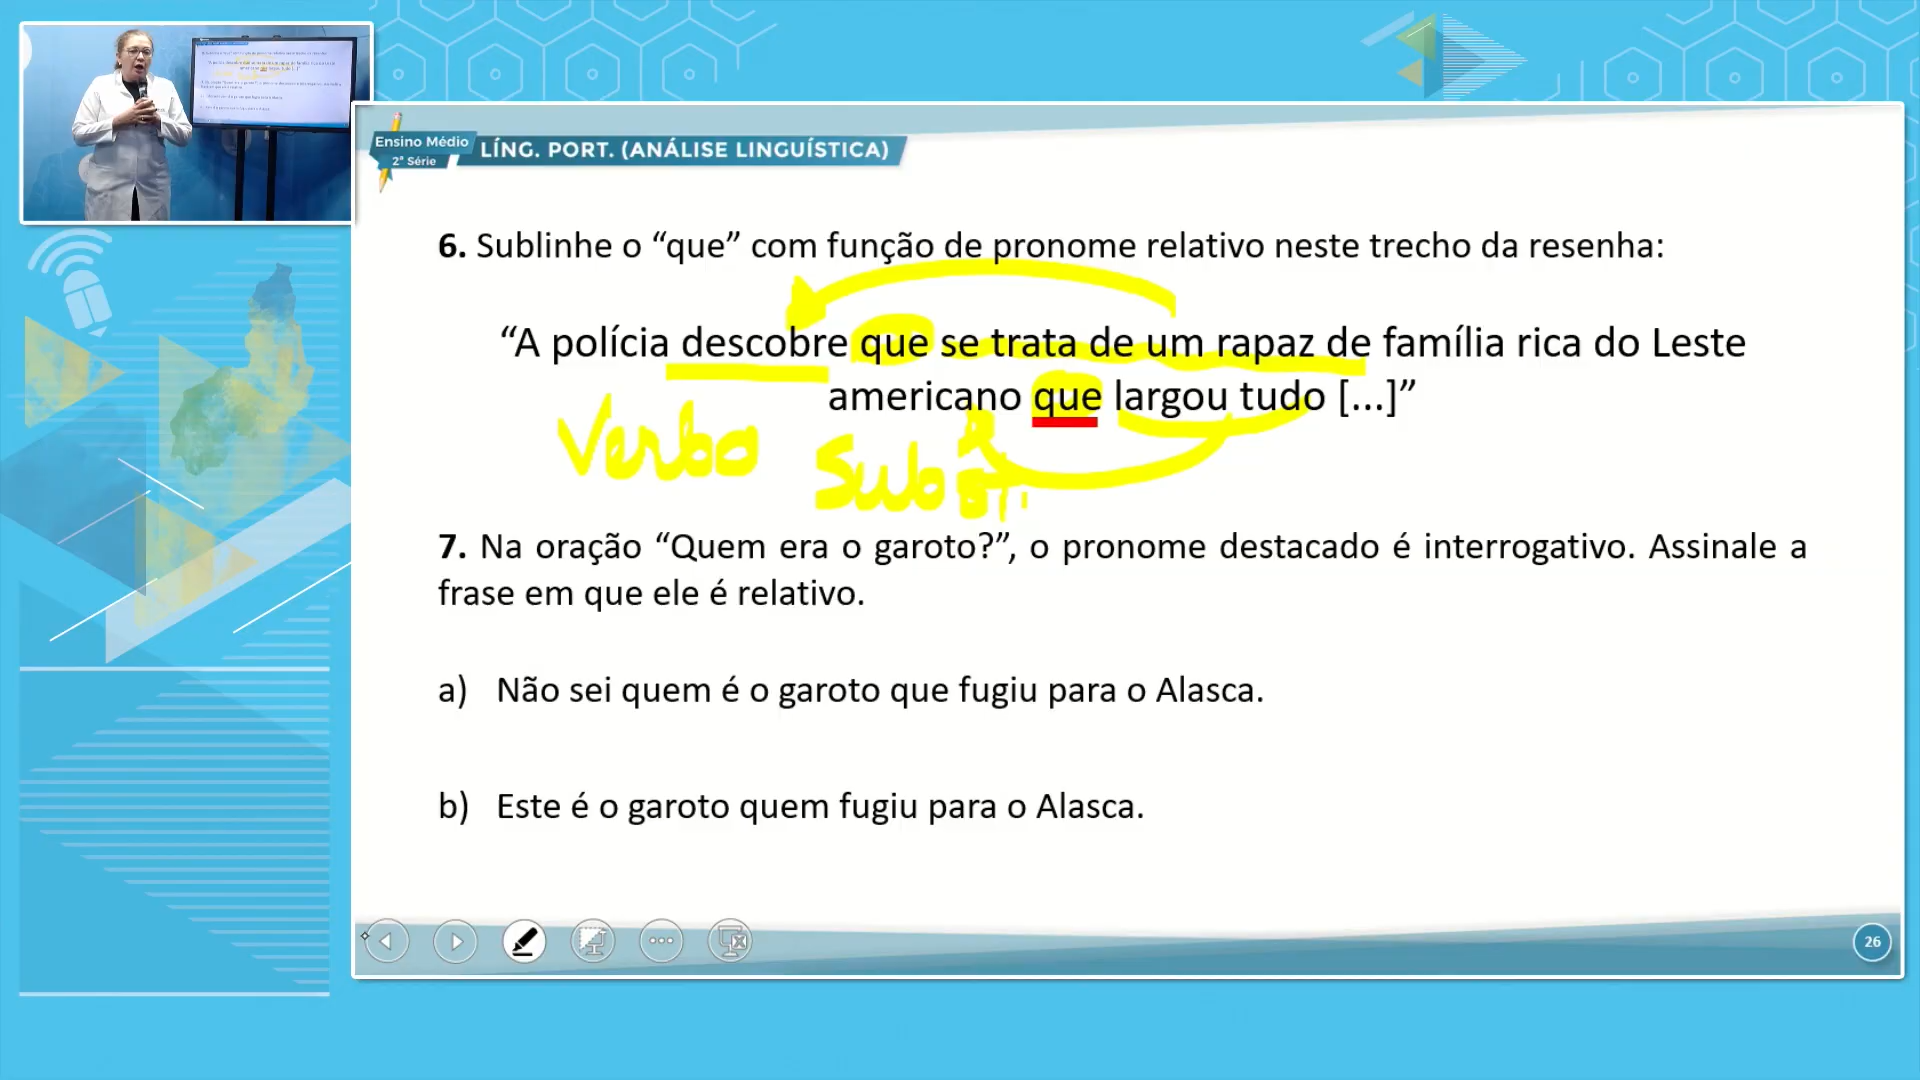 Ensino Médio
2ª Série
LÍNG. PORT. (ANÁLISE LINGUÍSTICA)
6. Sublinhe o “que” com função de pronome relativo neste trecho da resenha:
“A polícia descobre que se trata de um rapaz de família rica do Leste
americano que largou tudo [...]”
Verbo
7. Na oração “Quem era o garoto?”, o pronome destacado é interrogativo. Assinale a
frase em que ele é relativo.
a) Não sei quem é o garoto que fugiu para o Alasca.
b) Este é o garoto quem fugiu para o Alasca.
26